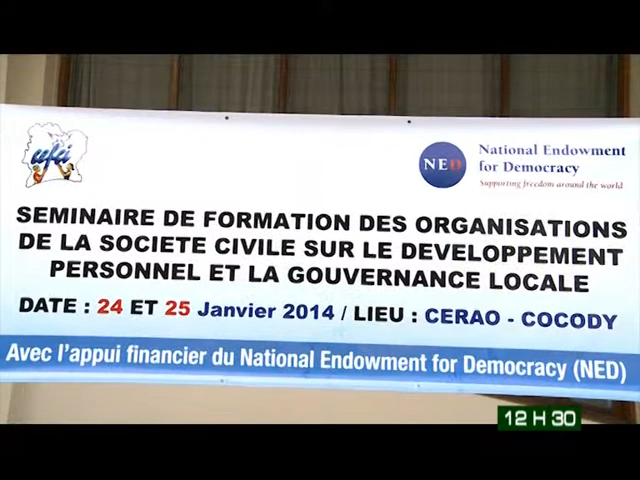 ufci
NED
National Endowment
for Democracy
Supporting freedom around the world
SEMINAIRE DE FORMATION DES ORGANISATIONS
DE LA SOCIETE CIVILE SUR LE DEVELOPPEMENT
PERSONNEL ET LA GOUVERNANCE LOCALE
DATE : 24 ET 25 Janvier 2014 / LIEU : CERAO - COCODY
Avec l'appui financier du National Endowment for Democracy (NED)
12 H 30